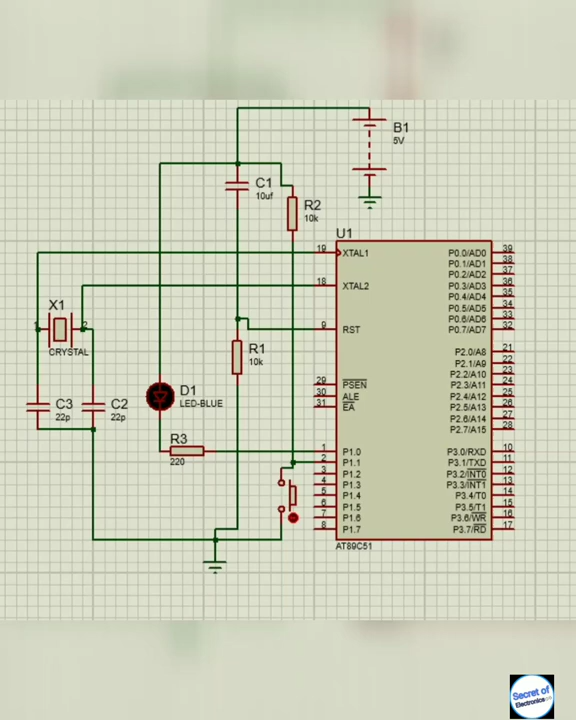 B1
5V
C1
10uf
R2
10k
U1
19 XTAL1
18 XTAL2
9 RST
29 PSEN
30 ALE
31 EA
1 P1.0
2 P1.1
3 P1.2
4 P1.3
5 P1.4
6 P1.5
7 P1.6
8 P1.7
P0.0/AD0 39
P0.1/AD1 38
P0.2/AD2 37
P0.3/AD3 36
P0.4/AD4 35
P0.5/AD5 34
P0.6/AD6 33
P0.7/AD7 32
P2.0/A8 21
P2.1/A9 22
P2.2/A10 23
P2.3/A11 24
P2.4/A12 25
P2.5/A13 26
P2.6/A14 27
P2.7/A15 28
P3.0/RXD 10
P3.1/TXD 11
P3.2/INT0 12
P3.3/INT1 13
P3.4/T0 14
P3.5/T1 15
P3.6/WR 16
P3.7/RD 17
AT89C51
X1
1 2
CRYSTAL
R1
10k
C3
22p
C2
22p
D1
LED-BLUE
R3
220
Secret of
Electronics